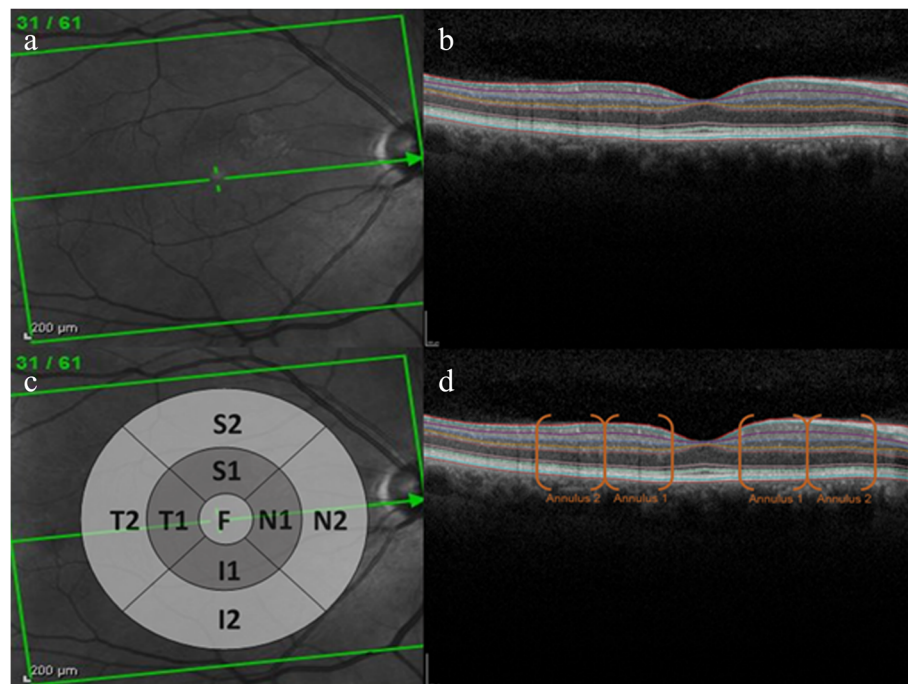 31 / 61
a
200 µm
b
31 / 61
c
S2
S1
T2 T1 F N1 N2
I1
I2
200 µm
d
Annulus 2 Annulus 1 Annulus 1 Annulus 2